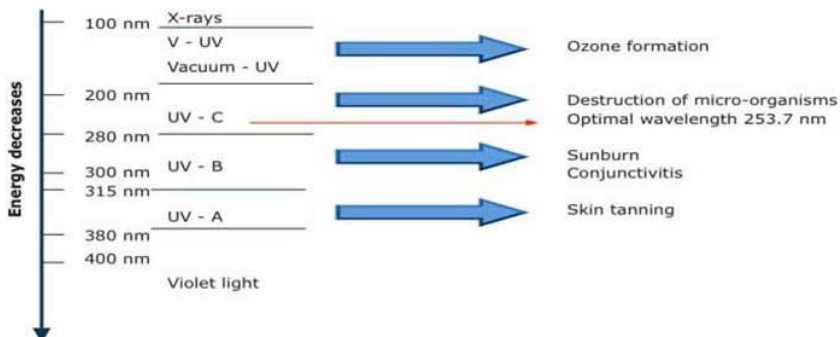 Energy decreases
100 nm
X-rays
V - UV
Vacuum - UV
Ozone formation
200 nm
UV - C
Destruction of micro-organisms
Optimal wavelength 253.7 nm
280 nm
UV - B
Sunburn
Conjunctivitis
300 nm
315 nm
UV - A
Skin tanning
380 nm
400 nm
Violet light